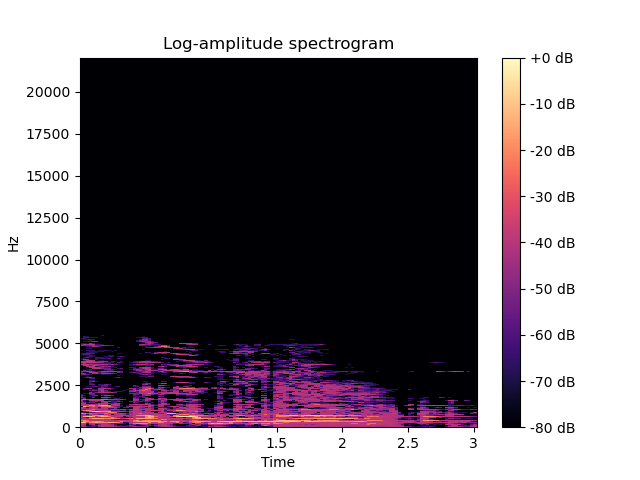 Log-amplitude spectrogram
Hz
20000
17500
15000
12500
10000
7500
5000
2500
0
0 0.5 1 1.5 2 2.5 3
Time
+0 dB
-10 dB
-20 dB
-30 dB
-40 dB
-50 dB
-60 dB
-70 dB
-80 dB